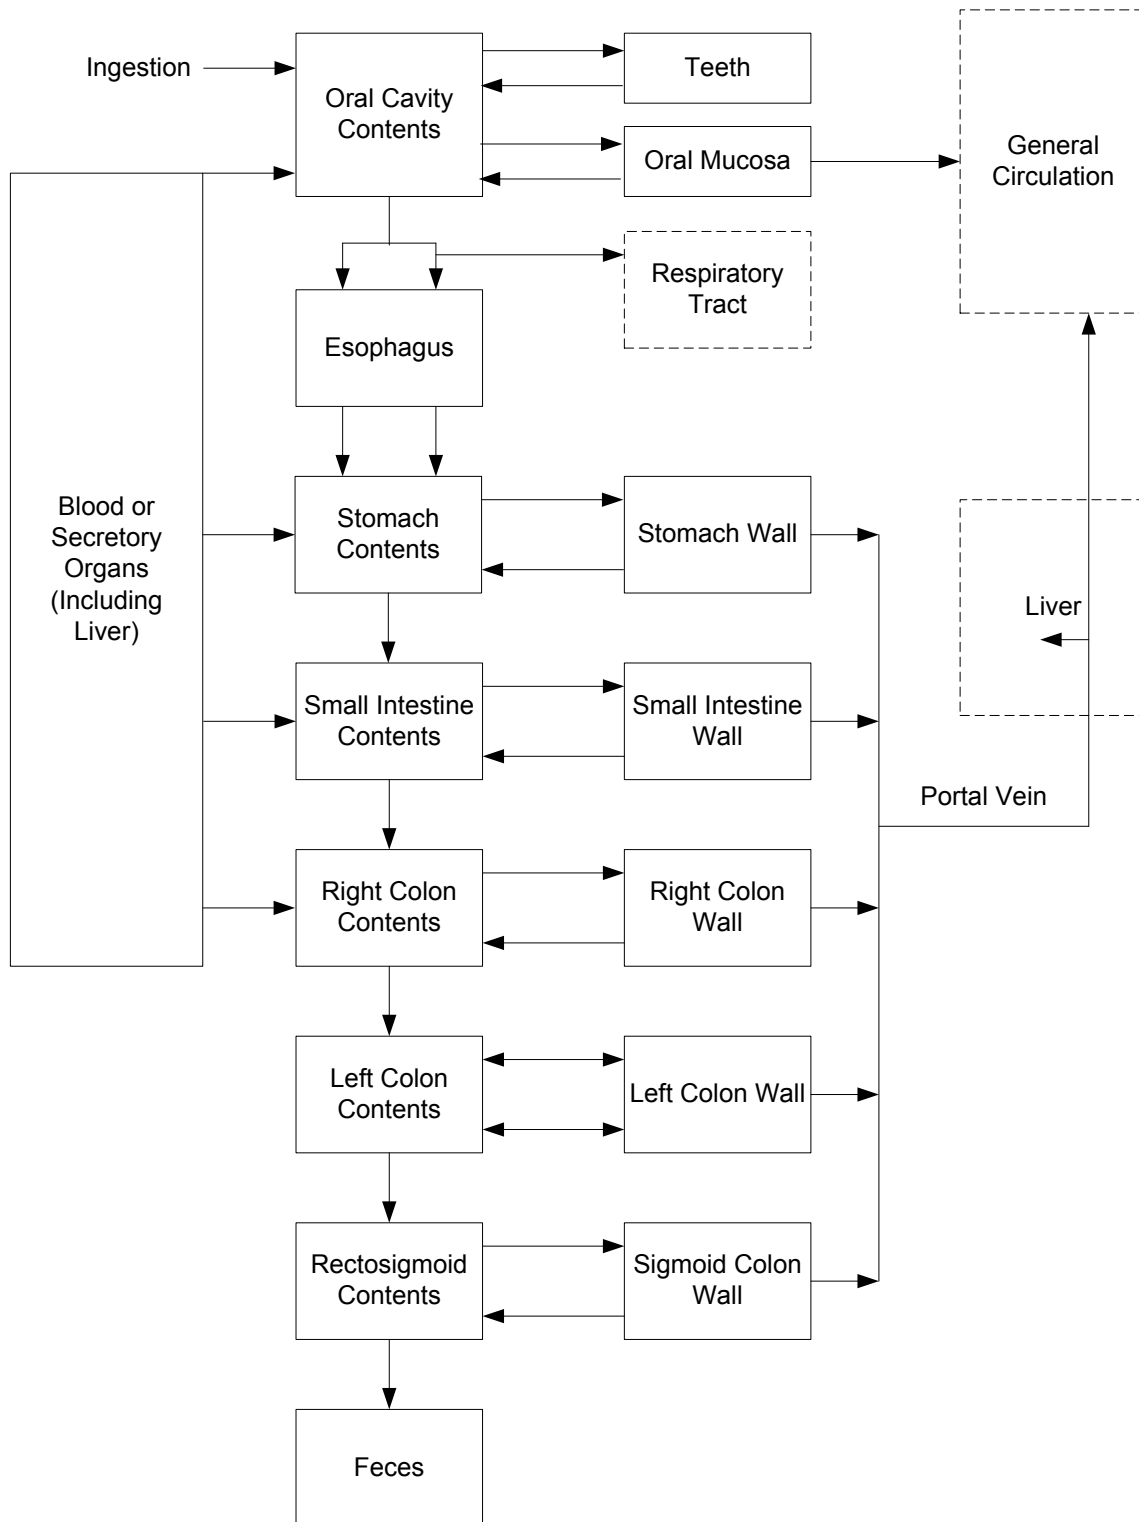 Ingestion
Oral Cavity
Contents
Teeth
Oral Mucosa
General
Circulation
Respiratory
Tract
Esophagus
Blood or
Secretory
Organs
(Including
Liver)
Stomach
Contents
Stomach Wall
Liver
Small Intestine
Contents
Small Intestine
Wall
Portal Vein
Right Colon
Contents
Right Colon
Wall
Left Colon
Contents
Left Colon Wall
Rectosigmoid
Contents
Sigmoid Colon
Wall
Feces